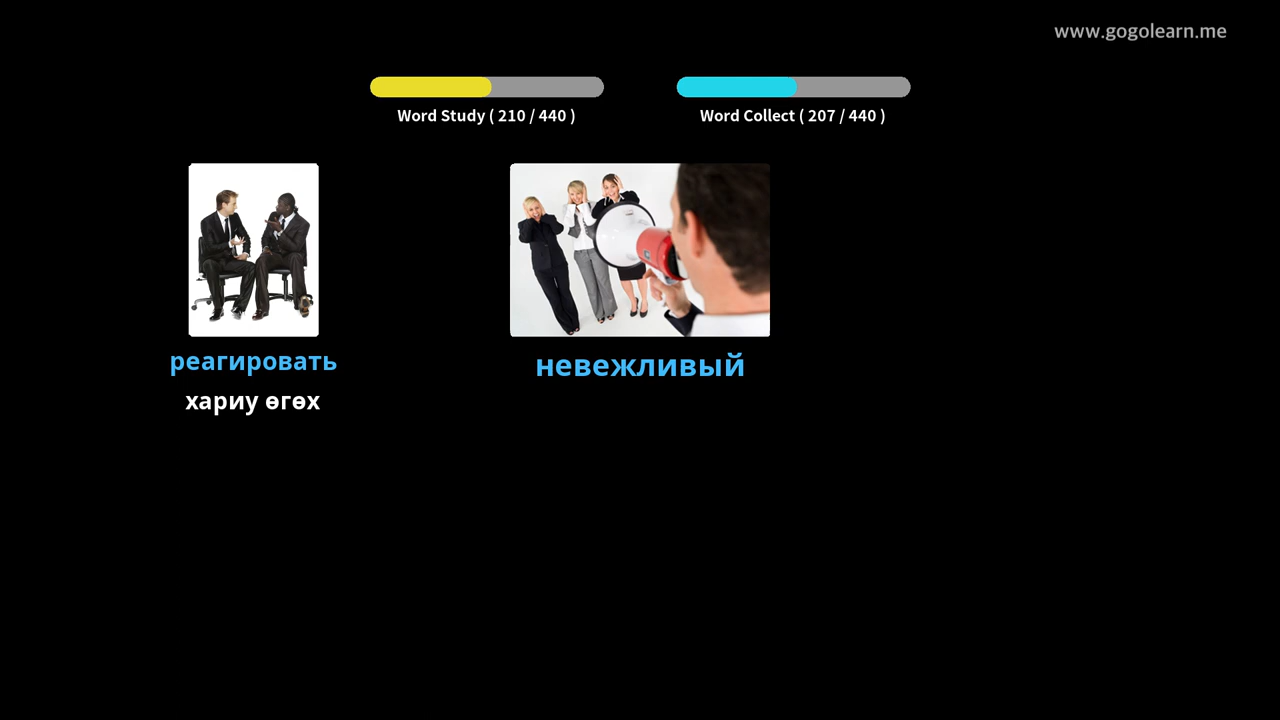 www.gogolearn.me
Word Study ( 210 / 440 )
Word Collect ( 207 / 440 )
реагировать
хариу өгөх
невежливый